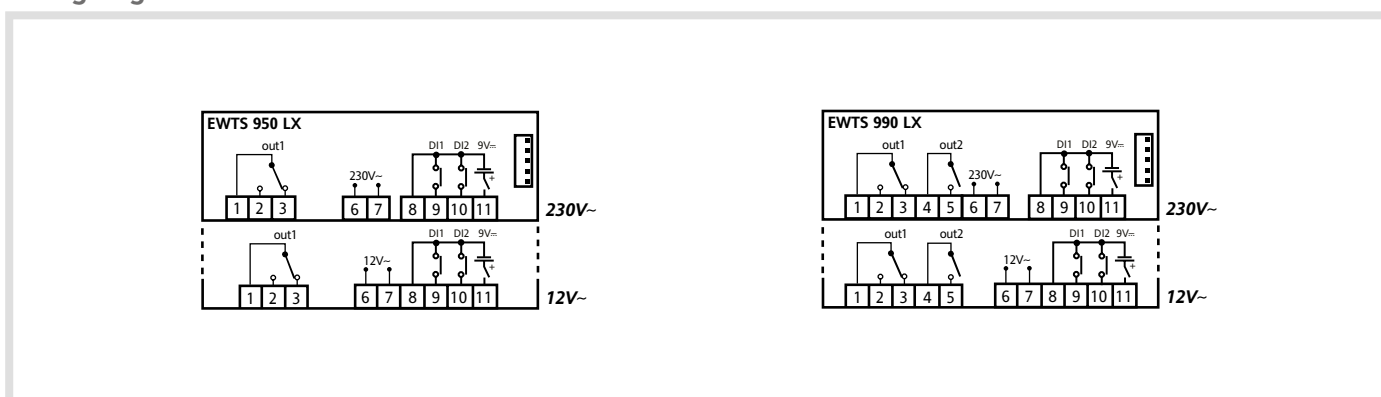 EWTS 950 LX
out1
DI1 DI2 9V⎓
230V~
1 2 3 6 7 8 9 10 11
230V~
out1
DI1 DI2 9V⎓
12V~
1 2 3 6 7 8 9 10 11
12V~
EWTS 990 LX
out1 out2
DI1 DI2 9V⎓
230V~
1 2 3 4 5 6 7 8 9 10 11
230V~
out1 out2
DI1 DI2 9V⎓
12V~
1 2 3 4 5 6 7 8 9 10 11
12V~